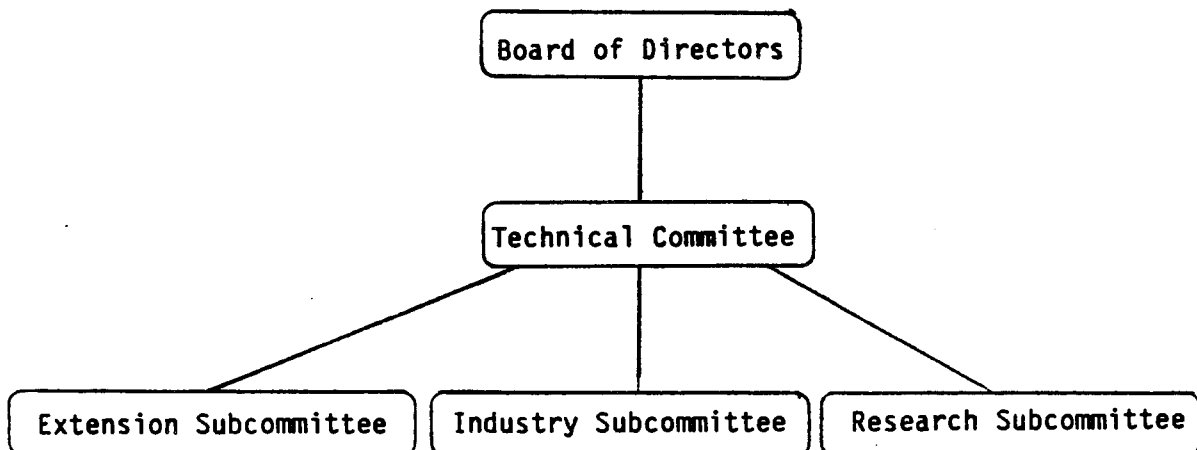 Board of Directors
Technical Committee
Extension Subcommittee
Industry Subcommittee
Research Subcommittee